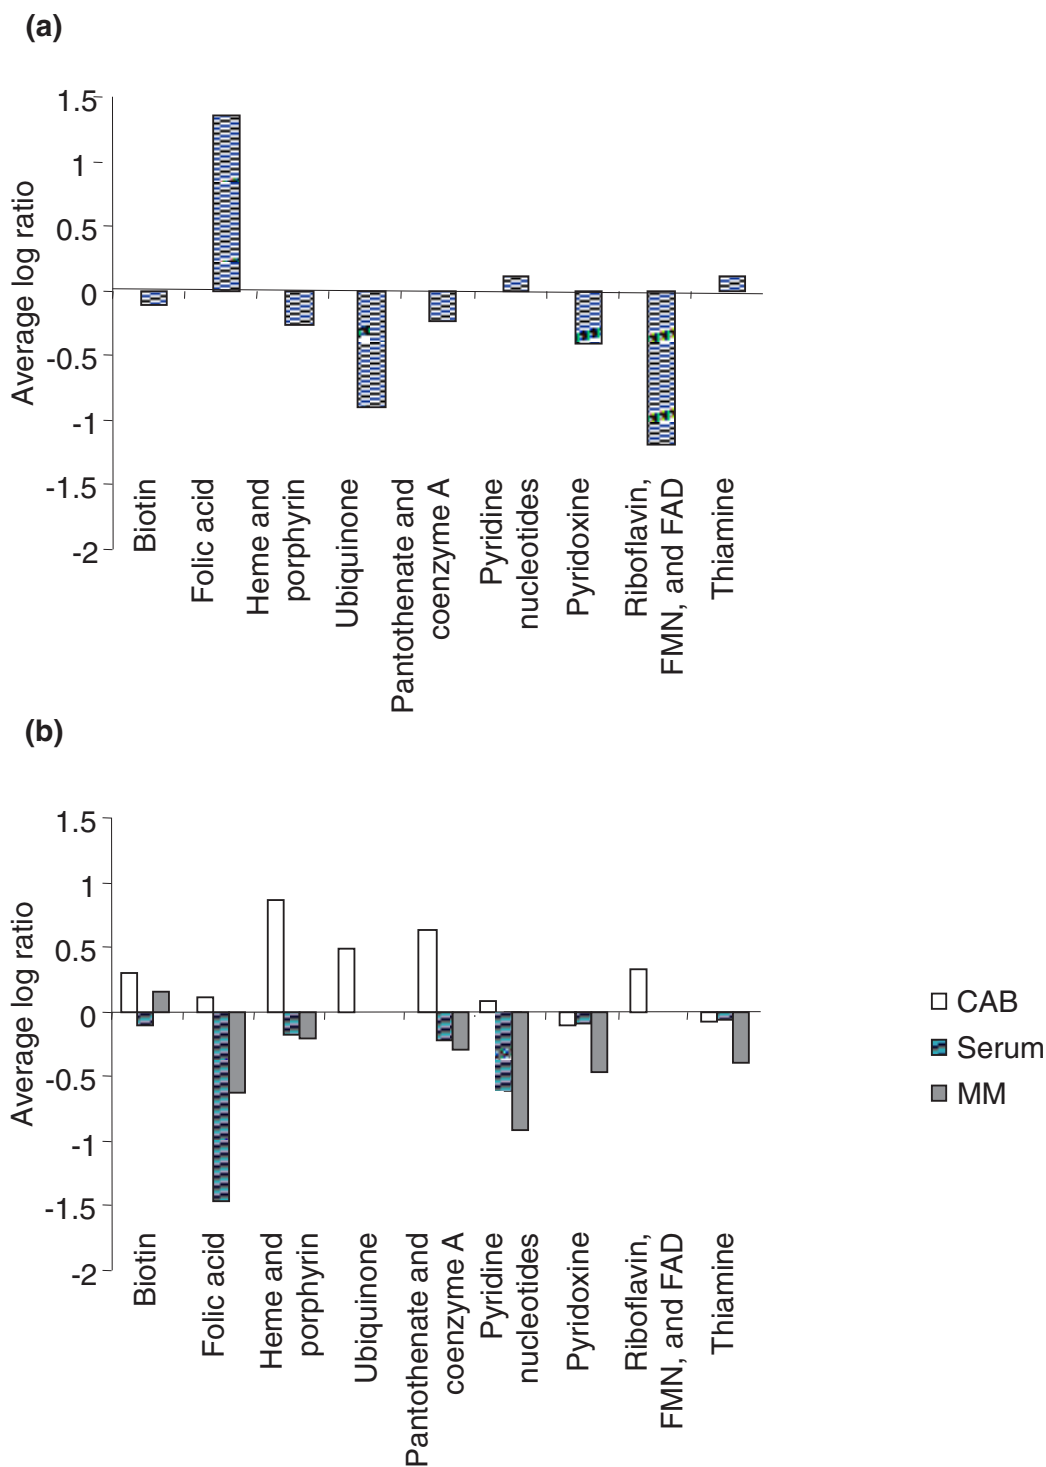 (a)
1.5
1
0.5
0
-0.5
-1
-1.5
-2
Average log ratio
Biotin
Folic acid
Heme and
porphyrin
Ubiquinone
Pantothenate and
coenzyme A
Pyridine
nucleotides
Pyridoxine
Riboflavin,
FMN, and FAD
Thiamine
(b)
1.5
1
0.5
0
-0.5
-1
-1.5
-2
Average log ratio
Biotin
Folic acid
Heme and
porphyrin
Ubiquinone
Pantothenate and
coenzyme A
Pyridine
nucleotides
Pyridoxine
Riboflavin,
FMN, and FAD
Thiamine
CAB
Serum
MM